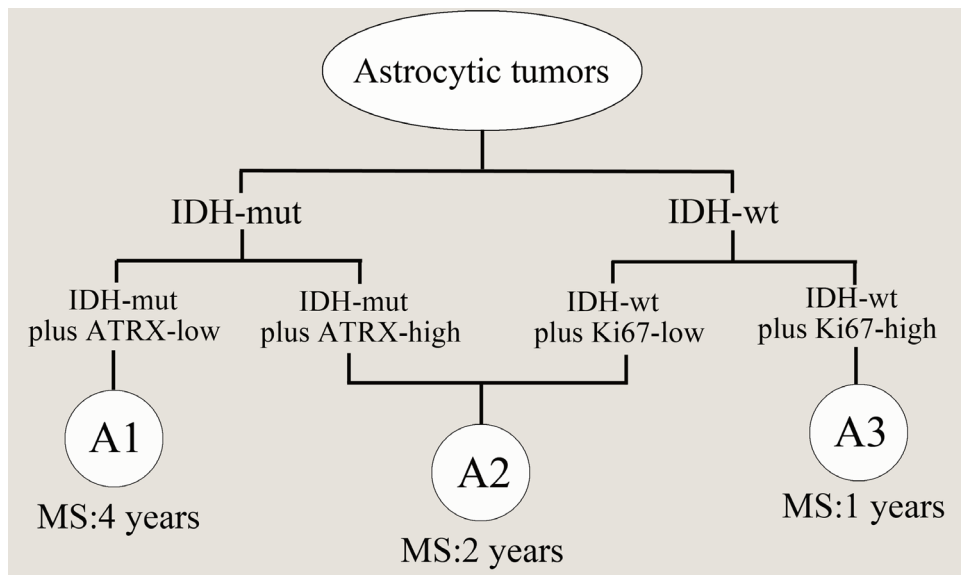 Astrocytic tumors
IDH-mut
IDH-wt
IDH-mut
plus ATRX-low
IDH-mut
plus ATRX-high
IDH-wt
plus Ki67-low
IDH-wt
plus Ki67-high
A1
A2
A3
MS:4 years
MS:2 years
MS:1 years